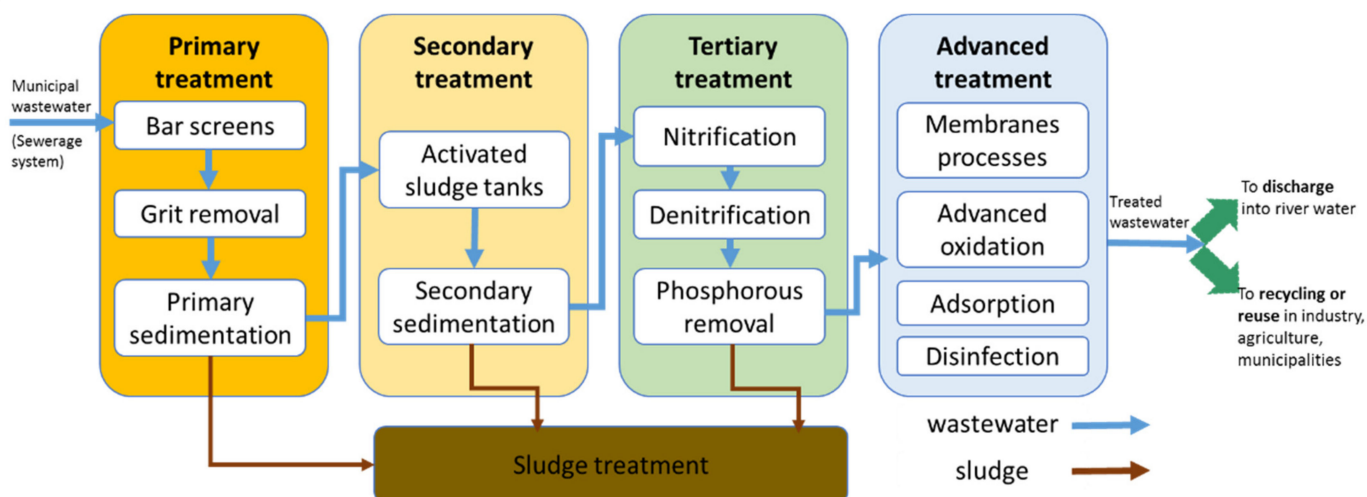 Municipal
wastewater
(Sewerage
system)
Primary
treatment
Bar screens
Grit removal
Primary
sedimentation
Secondary
treatment
Activated
sludge tanks
Secondary
sedimentation
Tertiary
treatment
Nitrification
Denitrification
Phosphorous
removal
Advanced
treatment
Membranes
processes
Advanced
oxidation
Adsorption
Disinfection
Treated
wastewater
To discharge
into river water
To recycling or
reuse in industry,
agriculture,
municipalities
Sludge treatment
wastewater
sludge